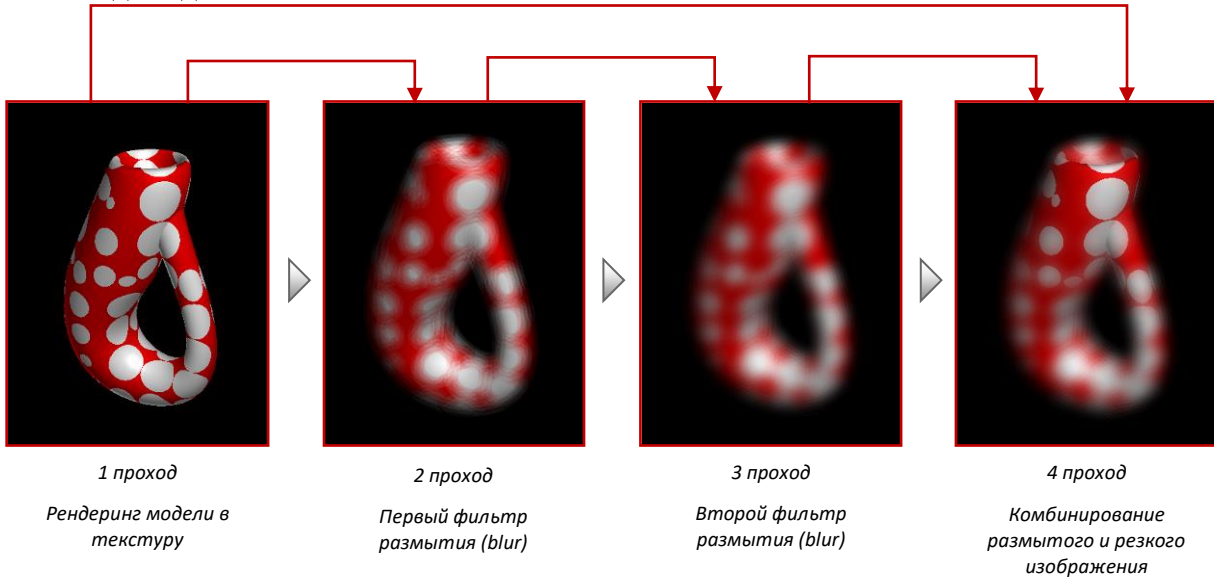 1 проход
Рендеринг модели в
текстуру
2 проход
Первый фильтр
размытия (blur)
3 проход
Второй фильтр
размытия (blur)
4 проход
Комбинирование
размытого и резкого
изображения